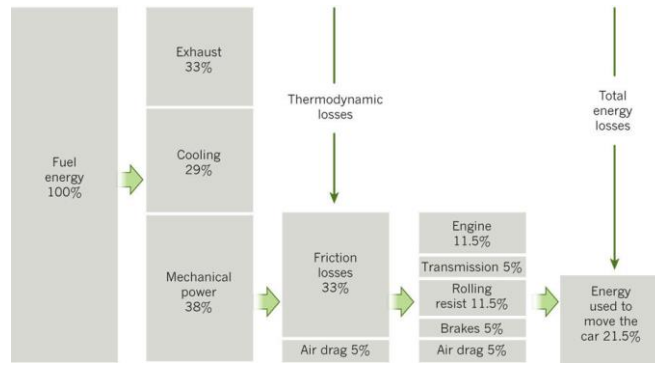 Fuel
energy
100%
Exhaust
33%
Cooling
29%
Mechanical
power
38%
Thermodynamic
losses
Friction
losses
33%
Air drag 5%
Engine
11.5%
Transmission 5%
Rolling
resist 11.5%
Brakes 5%
Air drag 5%
Total
energy
losses
Energy
used to
move the
car 21.5%